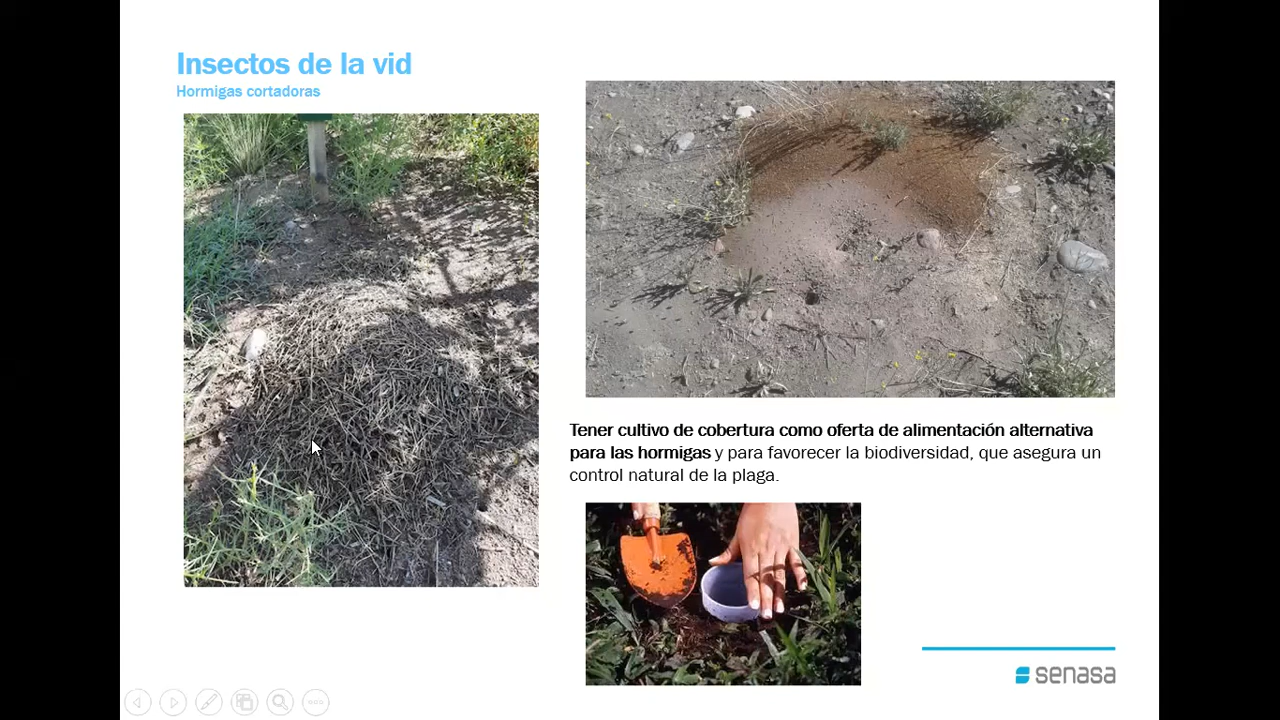 Insectos de la vid
Hormigas cortadoras
Tener cultivo de cobertura como oferta de alimentación alternativa
para las hormigas y para favorecer la biodiversidad, que asegura un
control natural de la plaga.
senasa